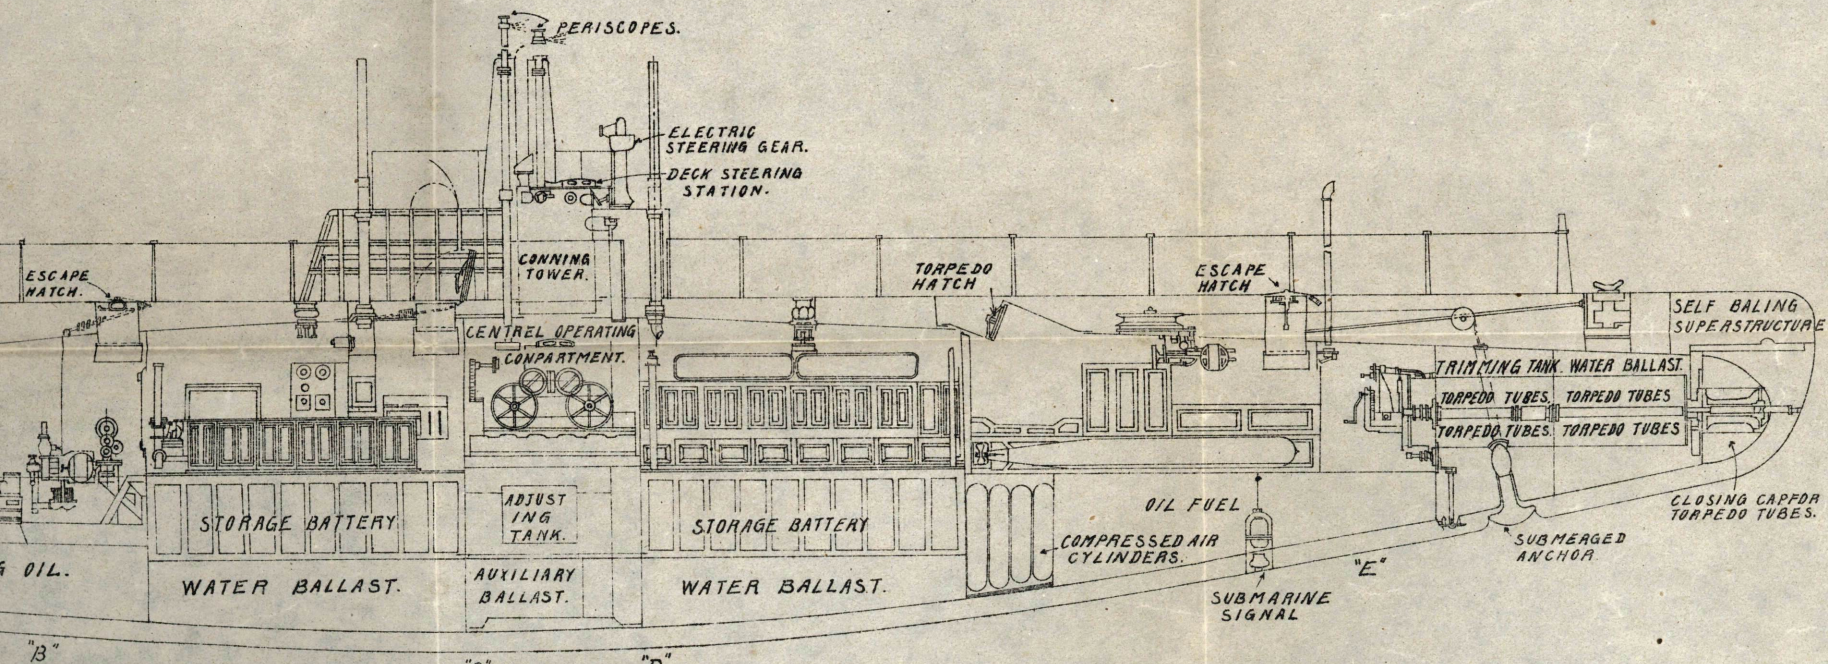 PERISCOPES.
ELECTRIC
STEERING GEAR.
DECK STEERING
STATION.
ESCAPE
HATCH.
CONNING
TOWER.
TORPEDO
HATCH
ESCAPE
HATCH
SELF BALING
SUPERSTRUCTURE
CENTREL OPERATING
CONPARTMENT.
TRIMMING TANK. WATER BALLAST.
TORPEDO TUBES. TORPEDO TUBES
TORPEDO TUBES. TORPEDO TUBES
STORAGE BATTERY
ADJUST
ING
TANK.
STORAGE BATTERY
OIL FUEL
CLOSING CAPFOR
TORPEDO TUBES.
COMPRESSED AIR
CYLINDERS.
SUBMERGED
ANCHOR
G OIL.
WATER BALLAST.
AUXILIARY
BALLAST.
WATER BALLAST.
"E"
SUBMARINE
SIGNAL
"B"